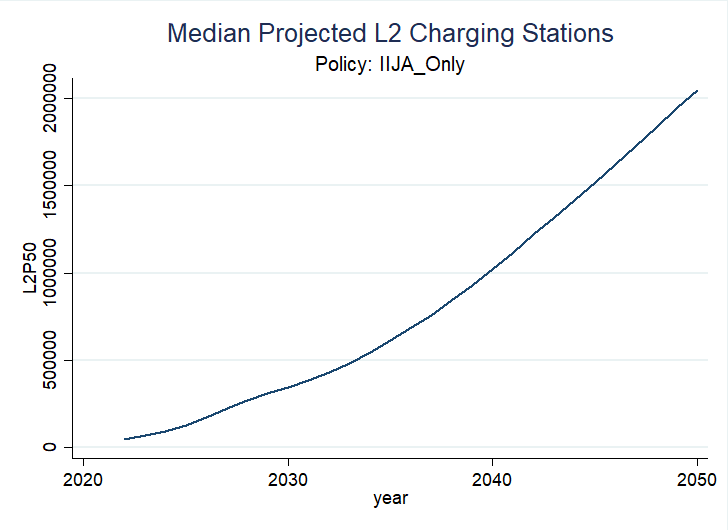 Median Projected L2 Charging Stations
Policy: IIJA_Only
2000000
1500000
1000000
500000
0
L2P50
2020 2030 2040 2050
year